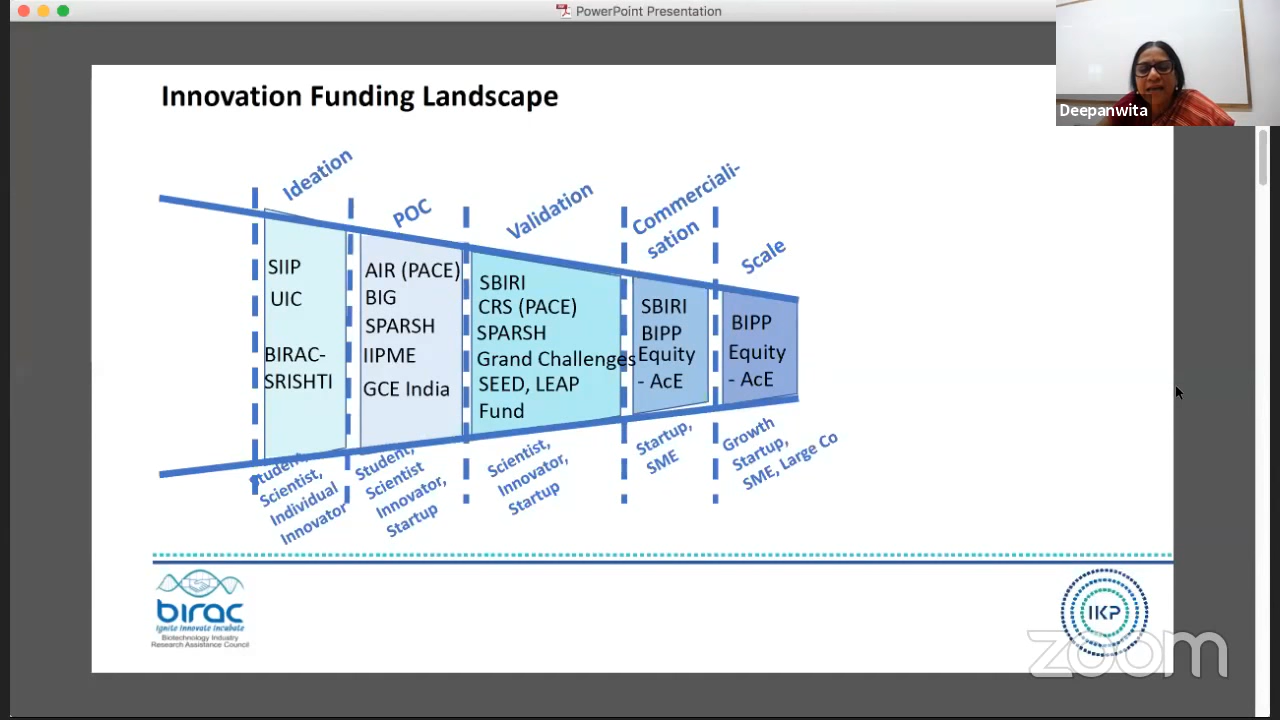 PowerPoint Presentation
Deepanwita
Innovation Funding Landscape
Ideation
POC
Validation
Commerciali-
sation
Scale
SIIP
UIC
BIRAC-
SRISHTI
AIR (PACE)
BIG
SPARSH
IIPME
GCE India
SBIRI
CRS (PACE)
SPARSH
Grand Challenges
SEED, LEAP
Fund
SBIRI
BIPP
Equity
- AcE
BIPP
Equity
- AcE
Student,
Scientist,
Individual
Innovator
Student,
Scientist
Innovator,
Startup
Scientist,
Innovator,
Startup
Startup,
SME
Growth
Startup,
SME, Large Co
birac
Ignite Innovate Incubate
Biotechnology Industry
Research Assistance Council
IKP
zoom